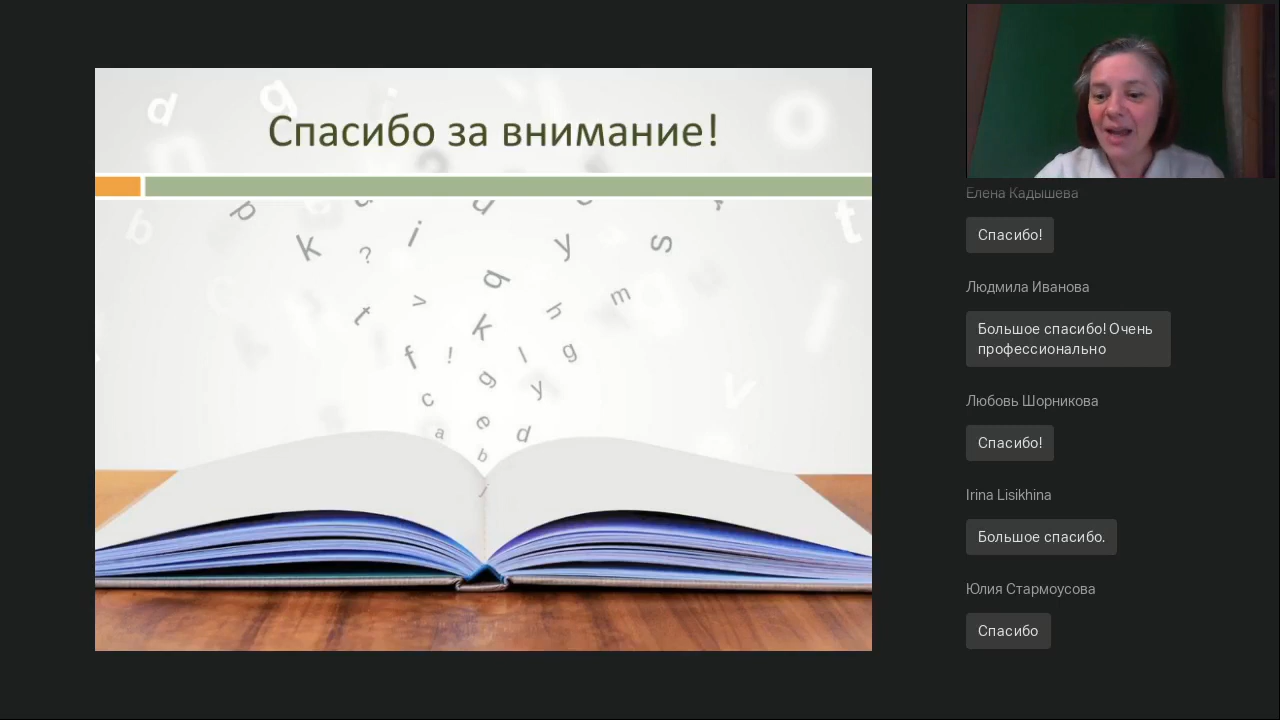 Спасибо за внимание!
Елена Кадышева
Спасибо!
Людмила Иванова
Большое спасибо! Очень
профессионально
Любовь Шорникова
Спасибо!
Irina Lisikhina
Большое спасибо.
Юлия Стармоусова
Спасибо